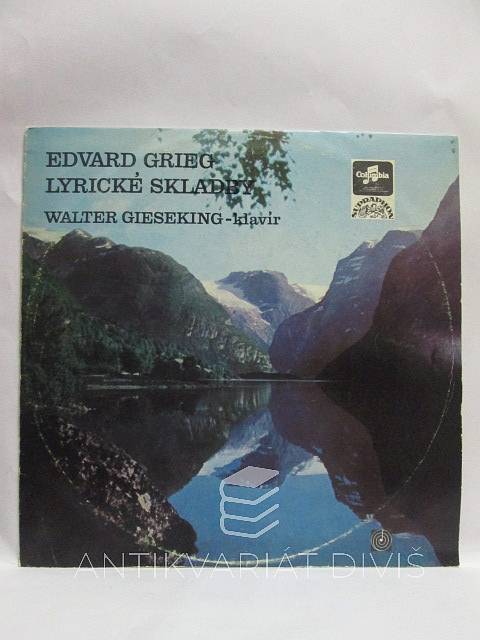 EDVARD GRIEG
LYRICKÉ SKLADBY
WALTER GIESEKING - klavír
Columbia
SUPRAPHON
ANTIKVARIÁT DIVIŠ